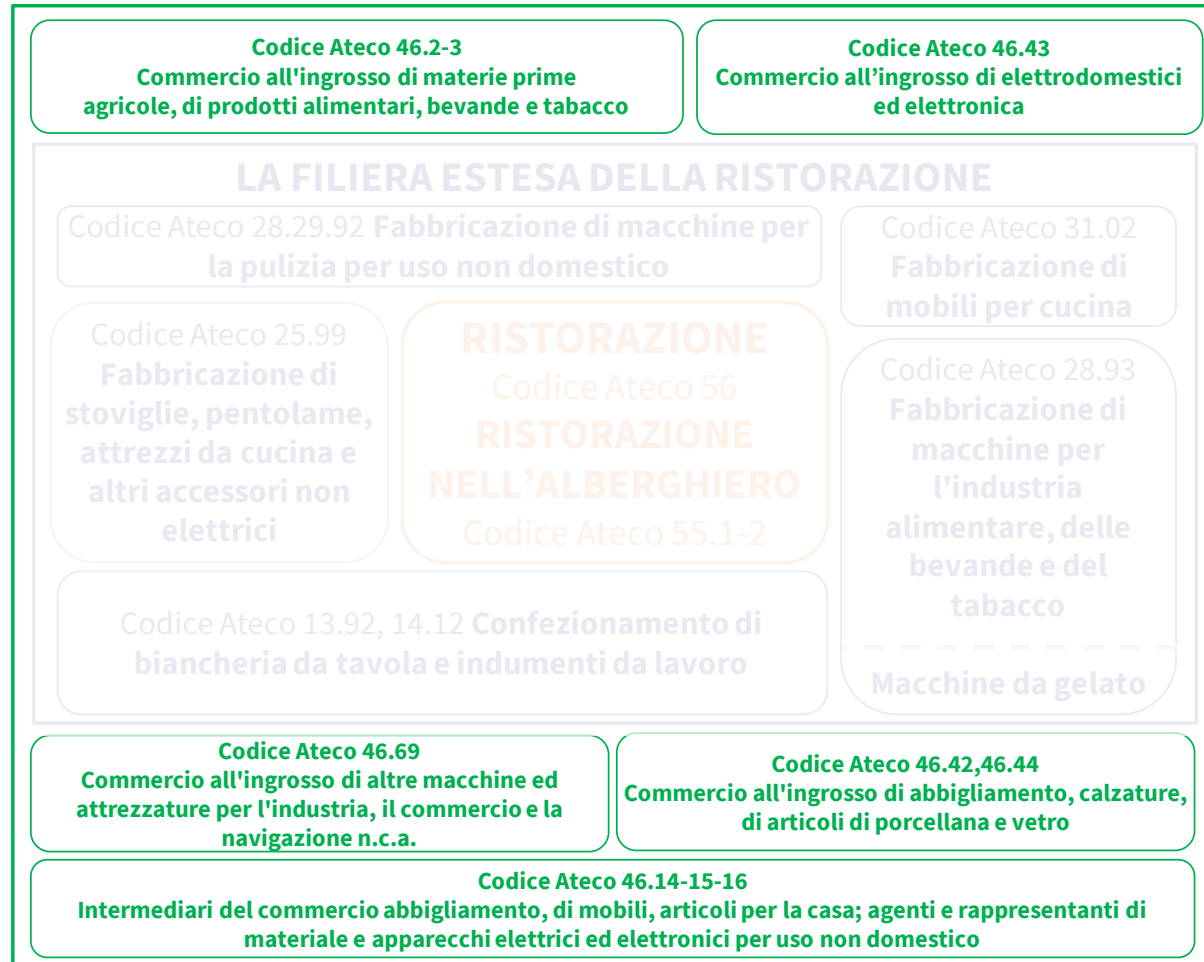 Codice Ateco 46.2-3
Commercio all'ingrosso di materie prime
agricole, di prodotti alimentari, bevande e tabacco
Codice Ateco 46.43
Commercio all’ingrosso di elettrodomestici
ed elettronica
LA FILIERA ESTESA DELLA RISTORAZIONE
Codice Ateco 28.29.92 Fabbricazione di macchine per
la pulizia per uso non domestico
Codice Ateco 31.02
Fabbricazione di
mobili per cucina
Codice Ateco 25.99
Fabbricazione di
stoviglie, pentolame,
attrezzi da cucina e
altri accessori non
elettrici
RISTORAZIONE
Codice Ateco 56
RISTORAZIONE
NELL’ALBERGHIERO
Codice Ateco 55.1-2
Codice Ateco 28.93
Fabbricazione di
macchine per
l'industria
alimentare, delle
bevande e del
tabacco
Macchine da gelato
Codice Ateco 13.92, 14.12 Confezionamento di
biancheria da tavola e indumenti da lavoro
Codice Ateco 46.69
Commercio all'ingrosso di altre macchine ed
attrezzature per l'industria, il commercio e la
navigazione n.c.a.
Codice Ateco 46.42,46.44
Commercio all'ingrosso di abbigliamento, calzature,
di articoli di porcellana e vetro
Codice Ateco 46.14-15-16
Intermediari del commercio abbigliamento, di mobili, articoli per la casa; agenti e rappresentanti di
materiale e apparecchi elettrici ed elettronici per uso non domestico